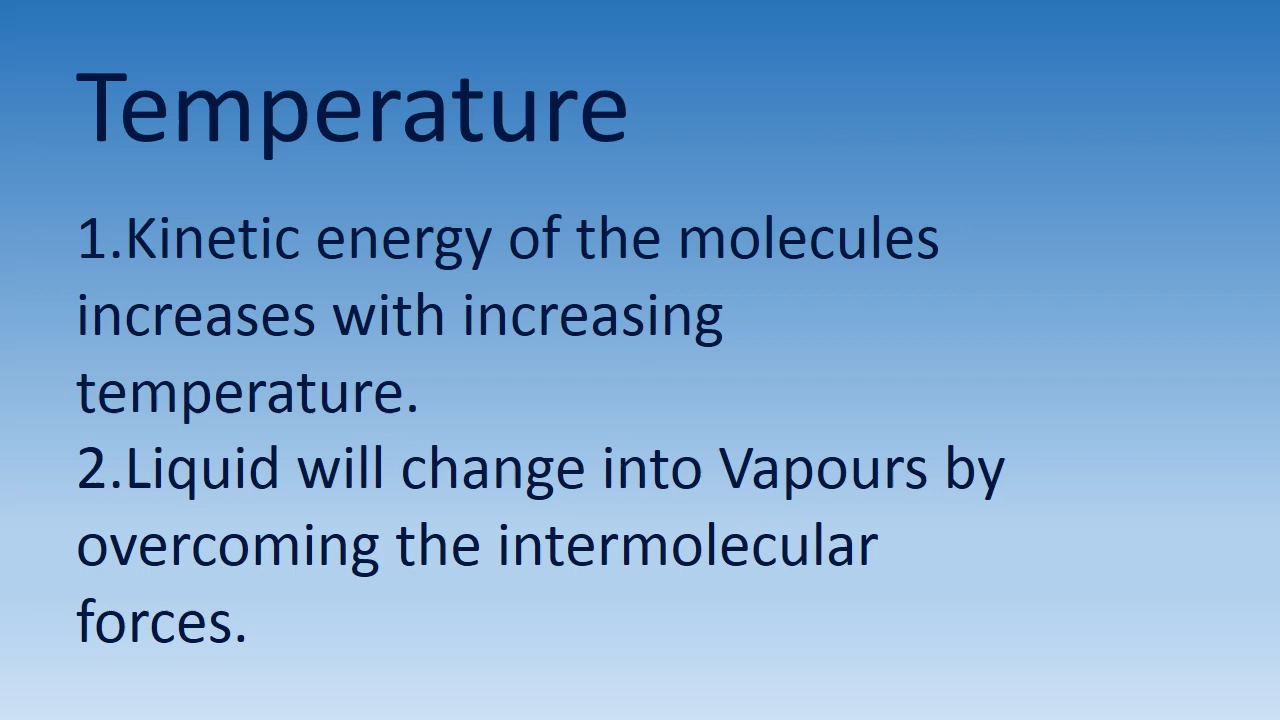 Temperature
1.Kinetic energy of the molecules
increases with increasing
temperature.
2.Liquid will change into Vapours by
overcoming the intermolecular
forces.